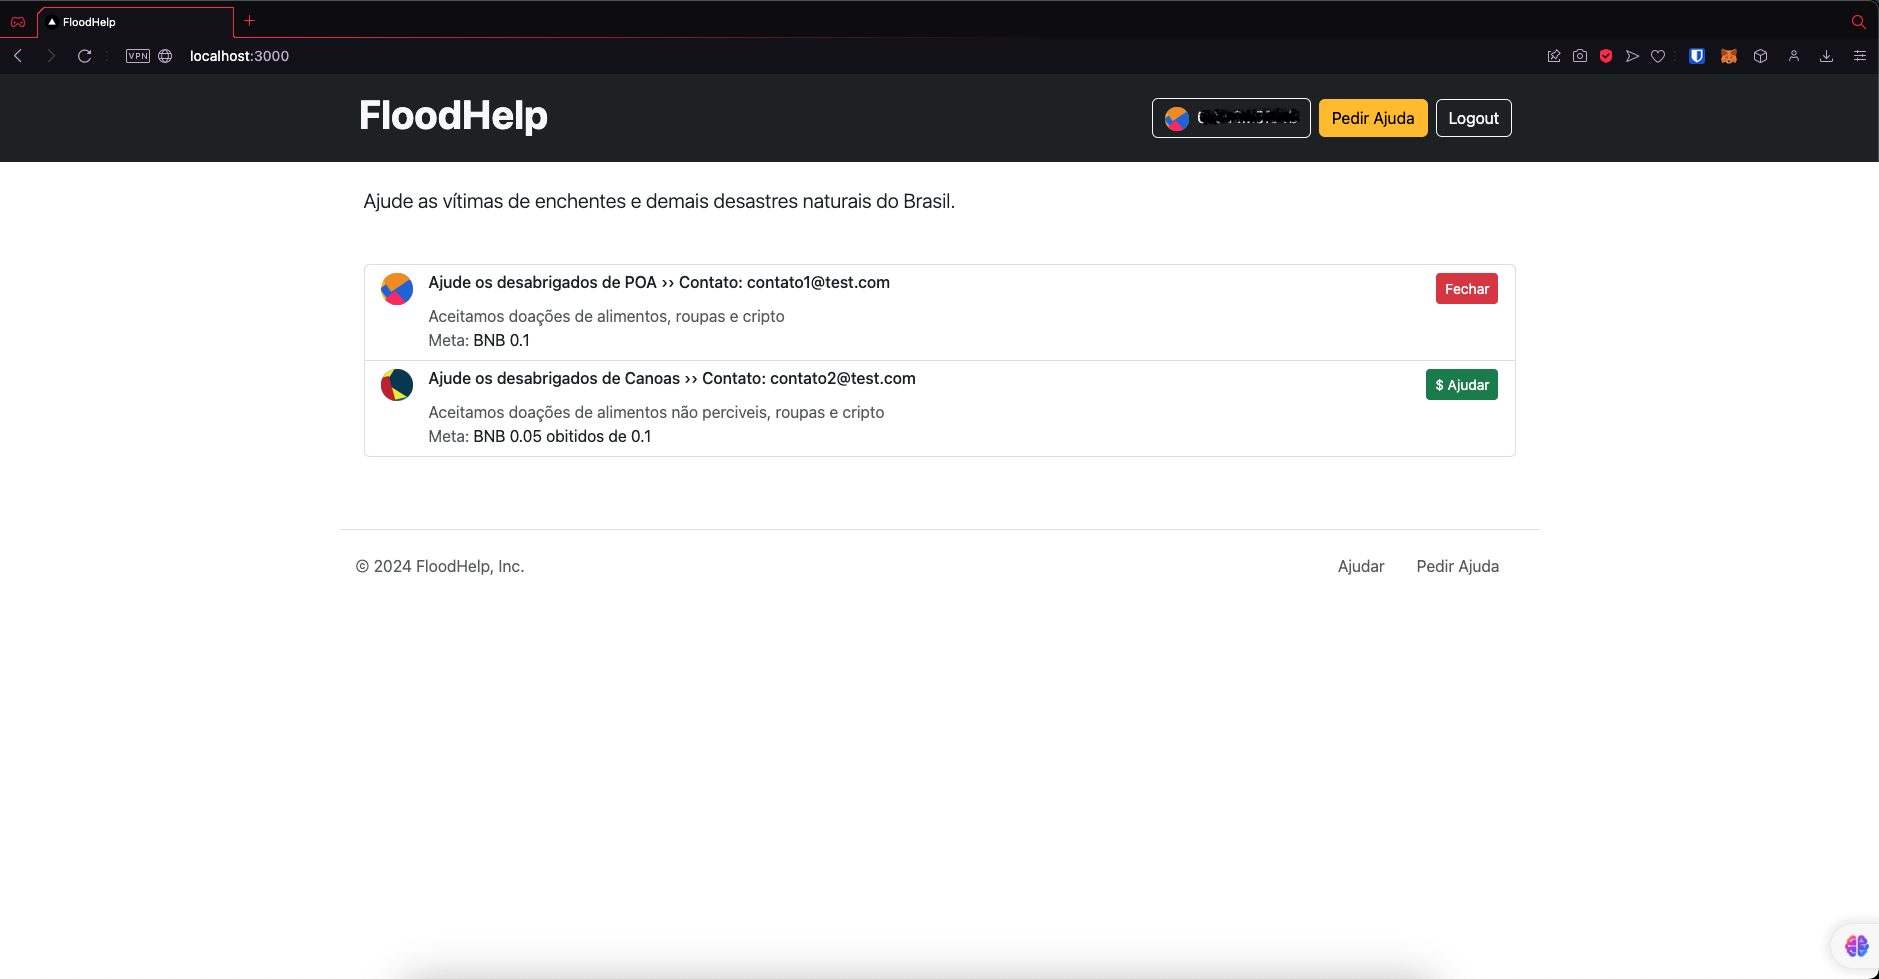 FloodHelp
VPN
localhost:3000
FloodHelp
Pedir Ajuda
Logout
Ajude as vítimas de enchentes e demais desastres naturais do Brasil.
Ajude os desabrigados de POA ›› Contato: contato1@test.com
Fechar
Aceitamos doações de alimentos, roupas e cripto
Meta: BNB 0.1
Ajude os desabrigados de Canoas ›› Contato: contato2@test.com
$ Ajudar
Aceitamos doações de alimentos não perciveis, roupas e cripto
Meta: BNB 0.05 obitidos de 0.1
© 2024 FloodHelp, Inc.
Ajudar
Pedir Ajuda